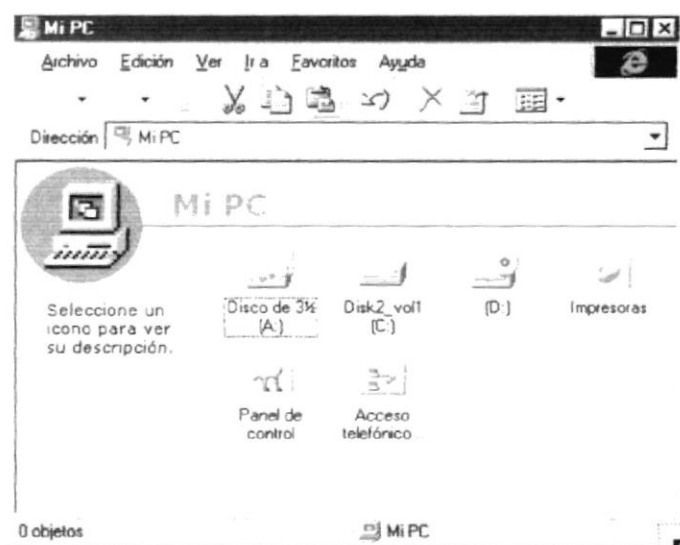 Mi PC
Archivo Edición Ver Ir a Favoritos Ayuda
Dirección Mi PC
Mi PC
Seleccione un
icono para ver
su descripción.
Disco de 3½
(A:)
Disk2_vol1
(C:)
(D:)
Impresoras
Panel de
control
Acceso
telefónico...
0 objetos Mi PC